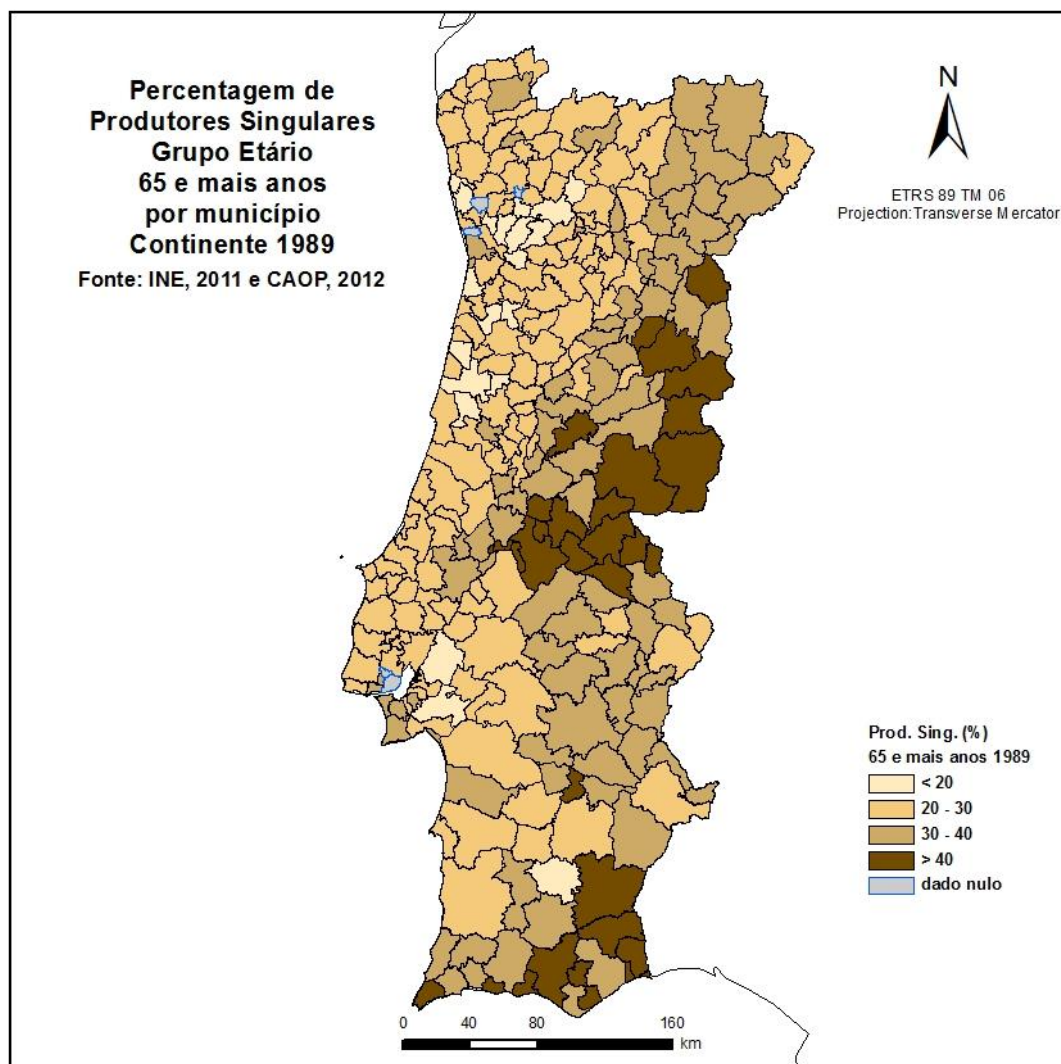 Percentagem de
Produtores Singulares
Grupo Etário
65 e mais anos
por município
Continente 1989
Fonte: INE, 2011 e CAOP, 2012
N
ETRS 89 TM 06
Projection: Transverse Mercator
Prod. Sing. (%)
65 e mais anos 1989
< 20
20 - 30
30 - 40
> 40
dado nulo
0 40 80 160
km